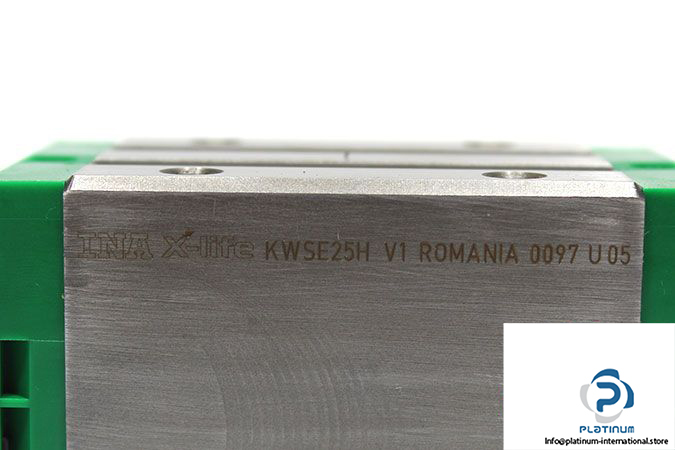 INA X-life KWSE25H V1 ROMANIA 0097 U 05
PLATINUM
Info@platinum-international.store